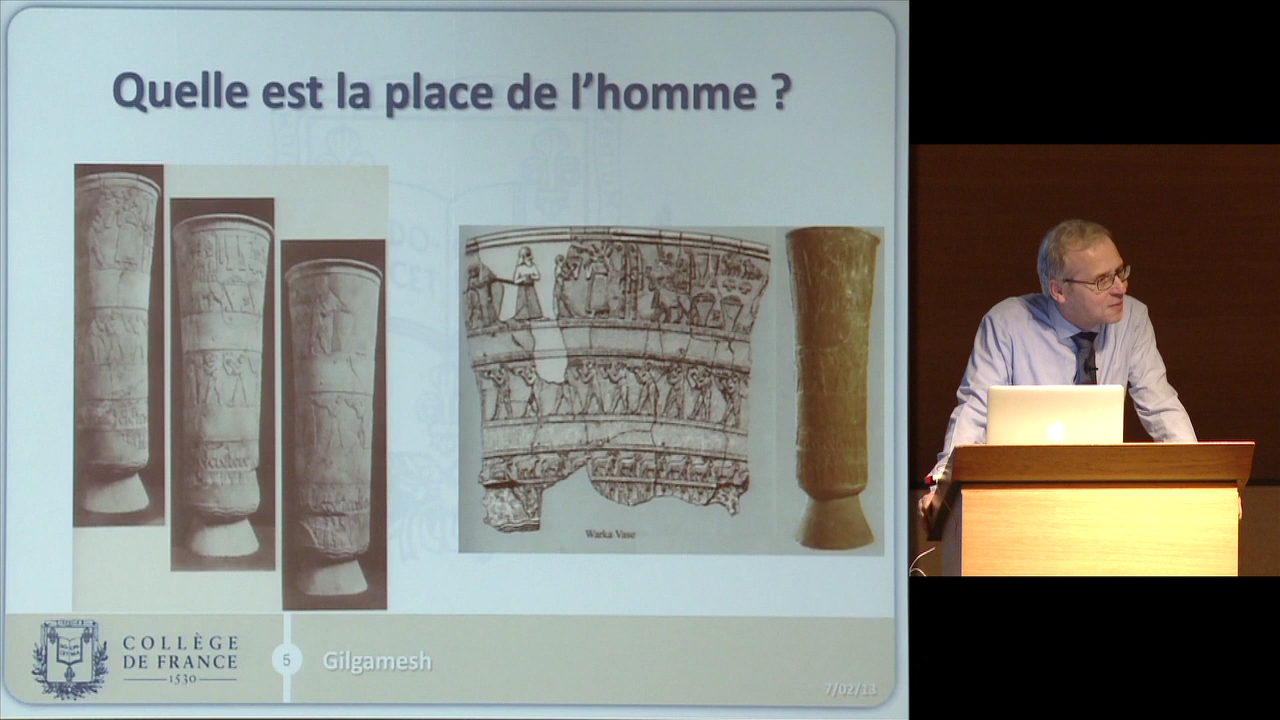 Quelle est la place de l'homme ?
Warka Vase
COLLÈGE
DE FRANCE
1530
5
Gilgamesh
7/02/13